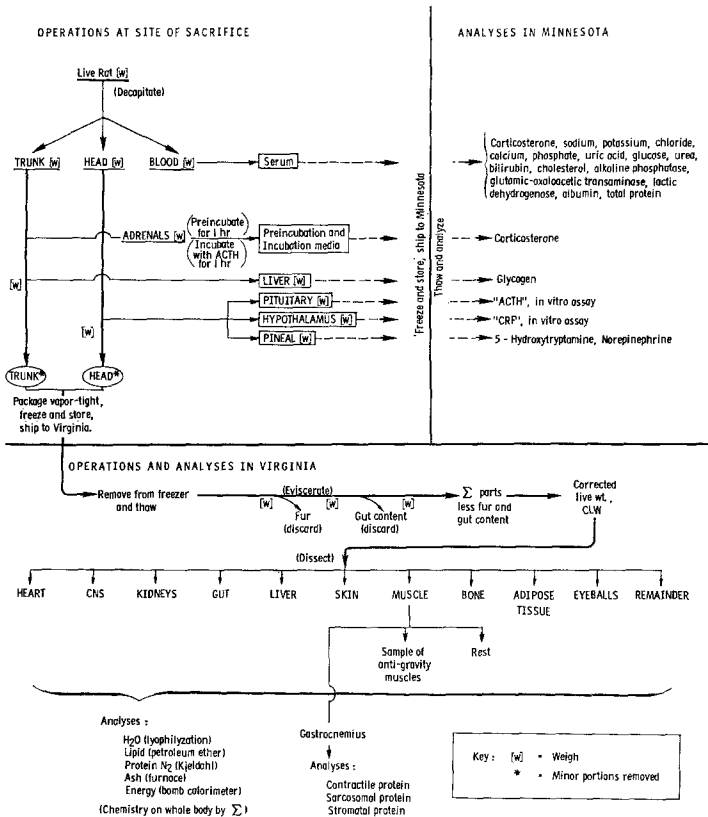 OPERATIONS AT SITE OF SACRIFICE
ANALYSES IN MINNESOTA
Live Rat [w]
(Decapitate)
TRUNK [w]
HEAD [w]
BLOOD [w]
Serum
Corticosterone, sodium, potassium, chloride,
calcium, phosphate, uric acid, glucose, urea,
bilirubin, cholesterol, alkaline phosphatase,
glutamic-oxaloacetic transaminase, lactic
dehydrogenase, albumin, total protein
ADRENALS [w]
(Preincubate
for 1 hr)
(Incubate
with ACTH
for 1 hr)
Preincubation and
Incubation media
Corticosterone
[w]
LIVER [w]
Glycogen
PITUITARY [w]
"ACTH", in vitro assay
HYPOTHALAMUS [w]
"CRF", in vitro assay
[w]
PINEAL [w]
5 - Hydroxytryptamine, Norepinephrine
'Freeze and store,' ship to Minnesota
Thaw and analyze
TRUNK*
HEAD*
Package vapor-tight,
freeze and store,
ship to Virginia.
OPERATIONS AND ANALYSES IN VIRGINIA
Remove from freezer
and thaw
(Eviscerate)
[w]
[w]
[w]
Fur
(discard)
Gut content
(discard)
Σ parts
less fur and
gut content
Corrected
live wt.,
CLW
(Dissect)
HEART
CNS
KIDNEYS
GUT
LIVER
SKIN
MUSCLE
BONE
ADIPOSE
TISSUE
EYEBALLS
REMAINDER
Sample of
anti-gravity
muscles
Rest
Analyses :
H2O (lyophilyzation)
Lipid (petroleum ether)
Protein N2 (Kjeldahl)
Ash (furnace)
Energy (bomb calorimeter)
(Chemistry on whole body by Σ)
Gastrocnemius
Analyses :
Contractile protein
Sarcosomal protein
Stromatal protein
Key : [w] = Weigh
* = Minor portions removed